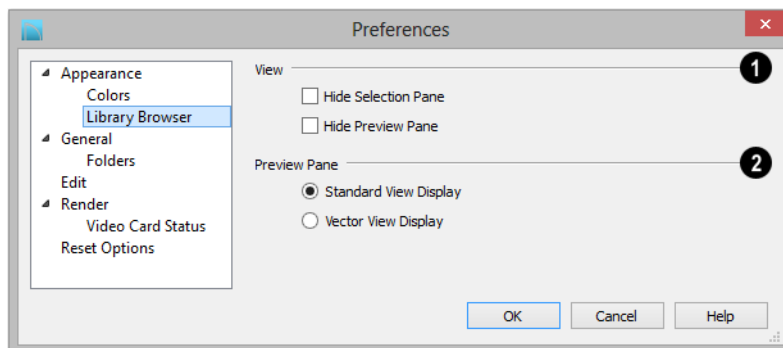 Preferences
Appearance
Colors
Library Browser
General
Folders
Edit
Render
Video Card Status
Reset Options
View
1
Hide Selection Pane
Hide Preview Pane
Preview Pane
2
Standard View Display
Vector View Display
OK
Cancel
Help